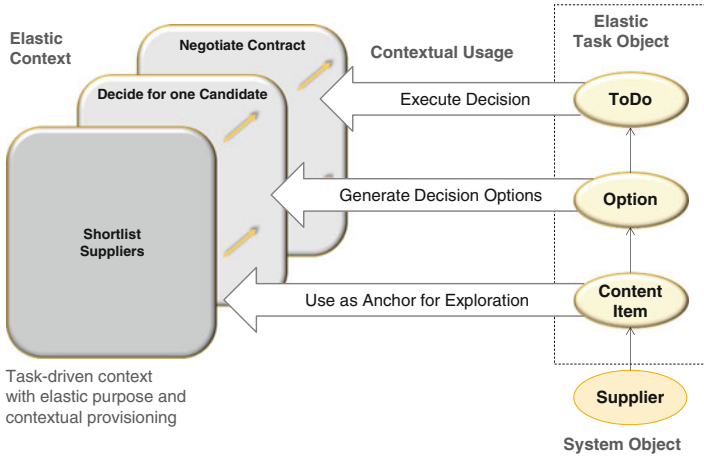 Elastic
Context
Negotiate Contract
Contextual Usage
Elastic
Task Object
Decide for one Candidate
Execute Decision
ToDo
Shortlist
Suppliers
Generate Decision Options
Option
Use as Anchor for Exploration
Content
Item
Task-driven context
with elastic purpose and
contextual provisioning
Supplier
System Object